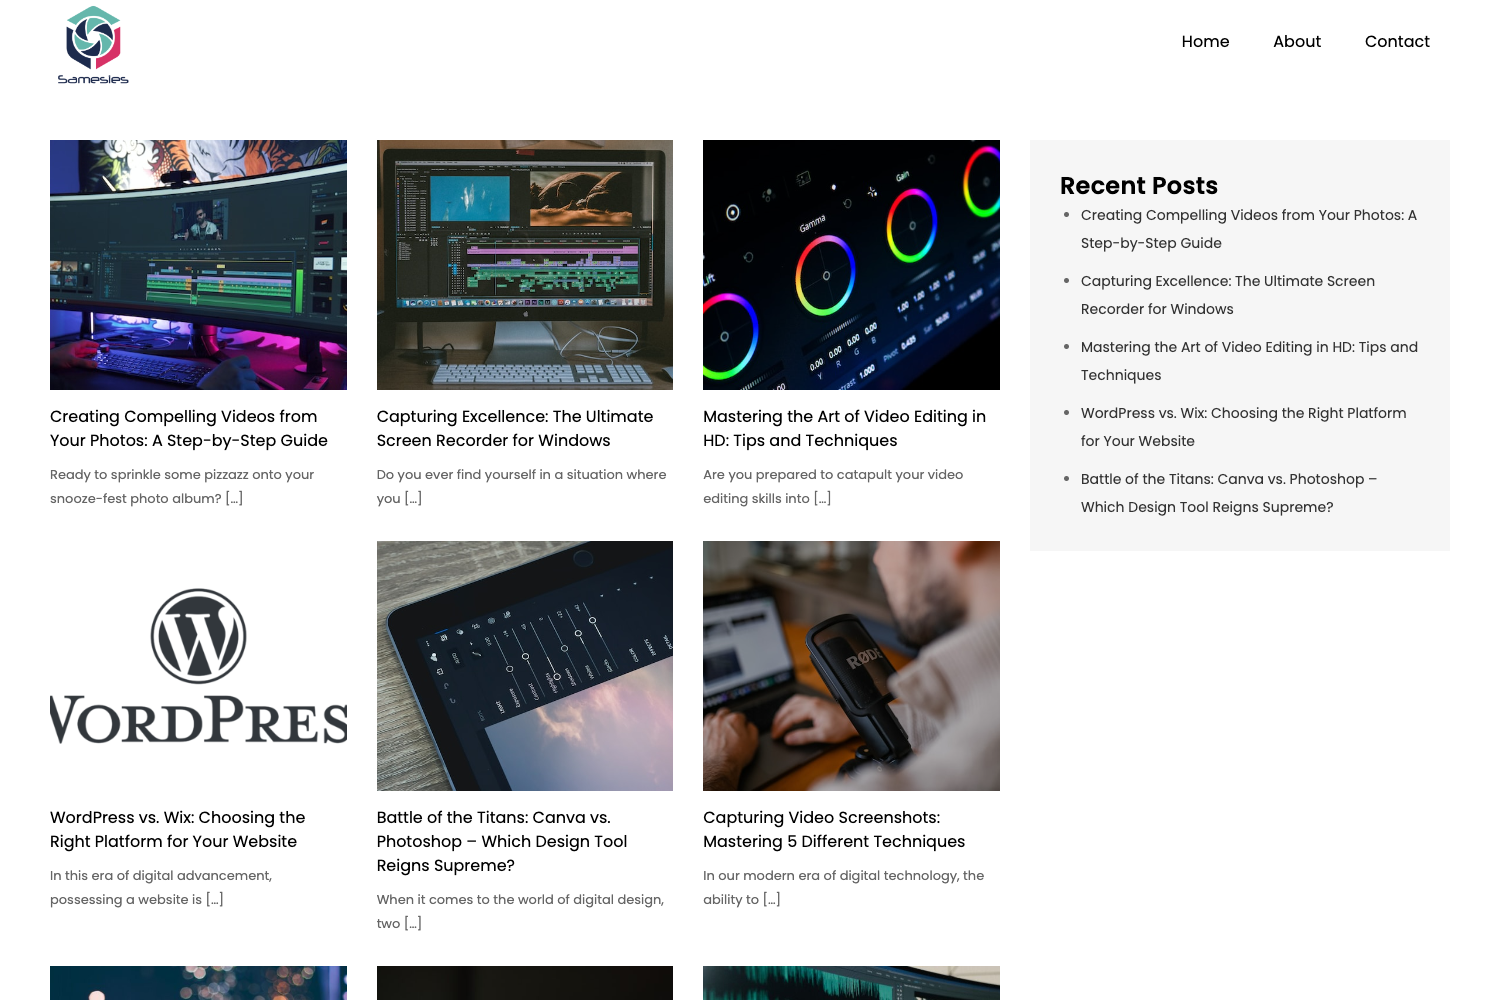 Samesies
Home
About
Contact
Gain
Gamma
Lift
Recent Posts
Creating Compelling Videos from Your Photos: A
Step-by-Step Guide
Capturing Excellence: The Ultimate Screen
Recorder for Windows
Mastering the Art of Video Editing in HD: Tips and
Techniques
WordPress vs. Wix: Choosing the Right Platform
for Your Website
Battle of the Titans: Canva vs. Photoshop –
Which Design Tool Reigns Supreme?
Creating Compelling Videos from
Your Photos: A Step-by-Step Guide
Ready to sprinkle some pizzazz onto your
snooze-fest photo album? […]
Capturing Excellence: The Ultimate
Screen Recorder for Windows
Do you ever find yourself in a situation where
you […]
Mastering the Art of Video Editing in
HD: Tips and Techniques
Are you prepared to catapult your video
editing skills into […]
WORDPRES
RØDE
WordPress vs. Wix: Choosing the
Right Platform for Your Website
In this era of digital advancement,
possessing a website is […]
Battle of the Titans: Canva vs.
Photoshop – Which Design Tool
Reigns Supreme?
When it comes to the world of digital design,
two […]
Capturing Video Screenshots:
Mastering 5 Different Techniques
In our modern era of digital technology, the
ability to […]